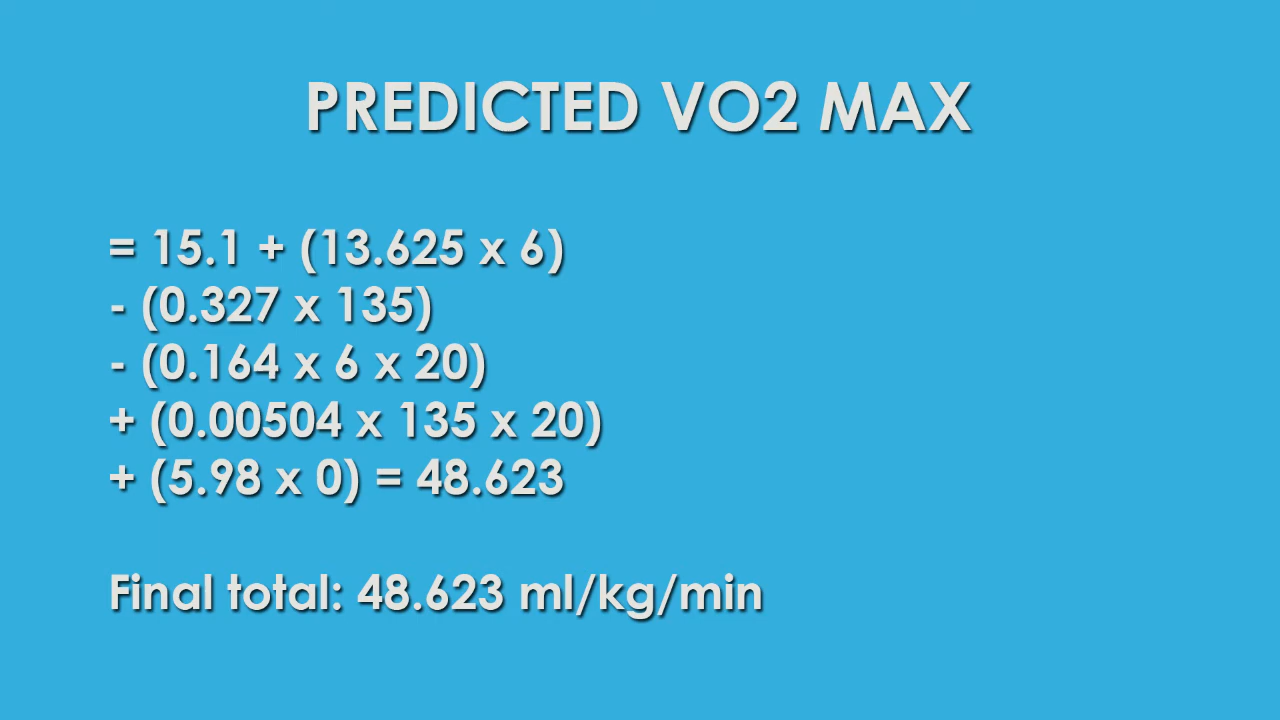 PREDICTED VO2 MAX
= 15.1 + (13.625 x 6)
- (0.327 x 135)
- (0.164 x 6 x 20)
+ (0.00504 x 135 x 20)
+ (5.98 x 0) = 48.623
Final total: 48.623 ml/kg/min